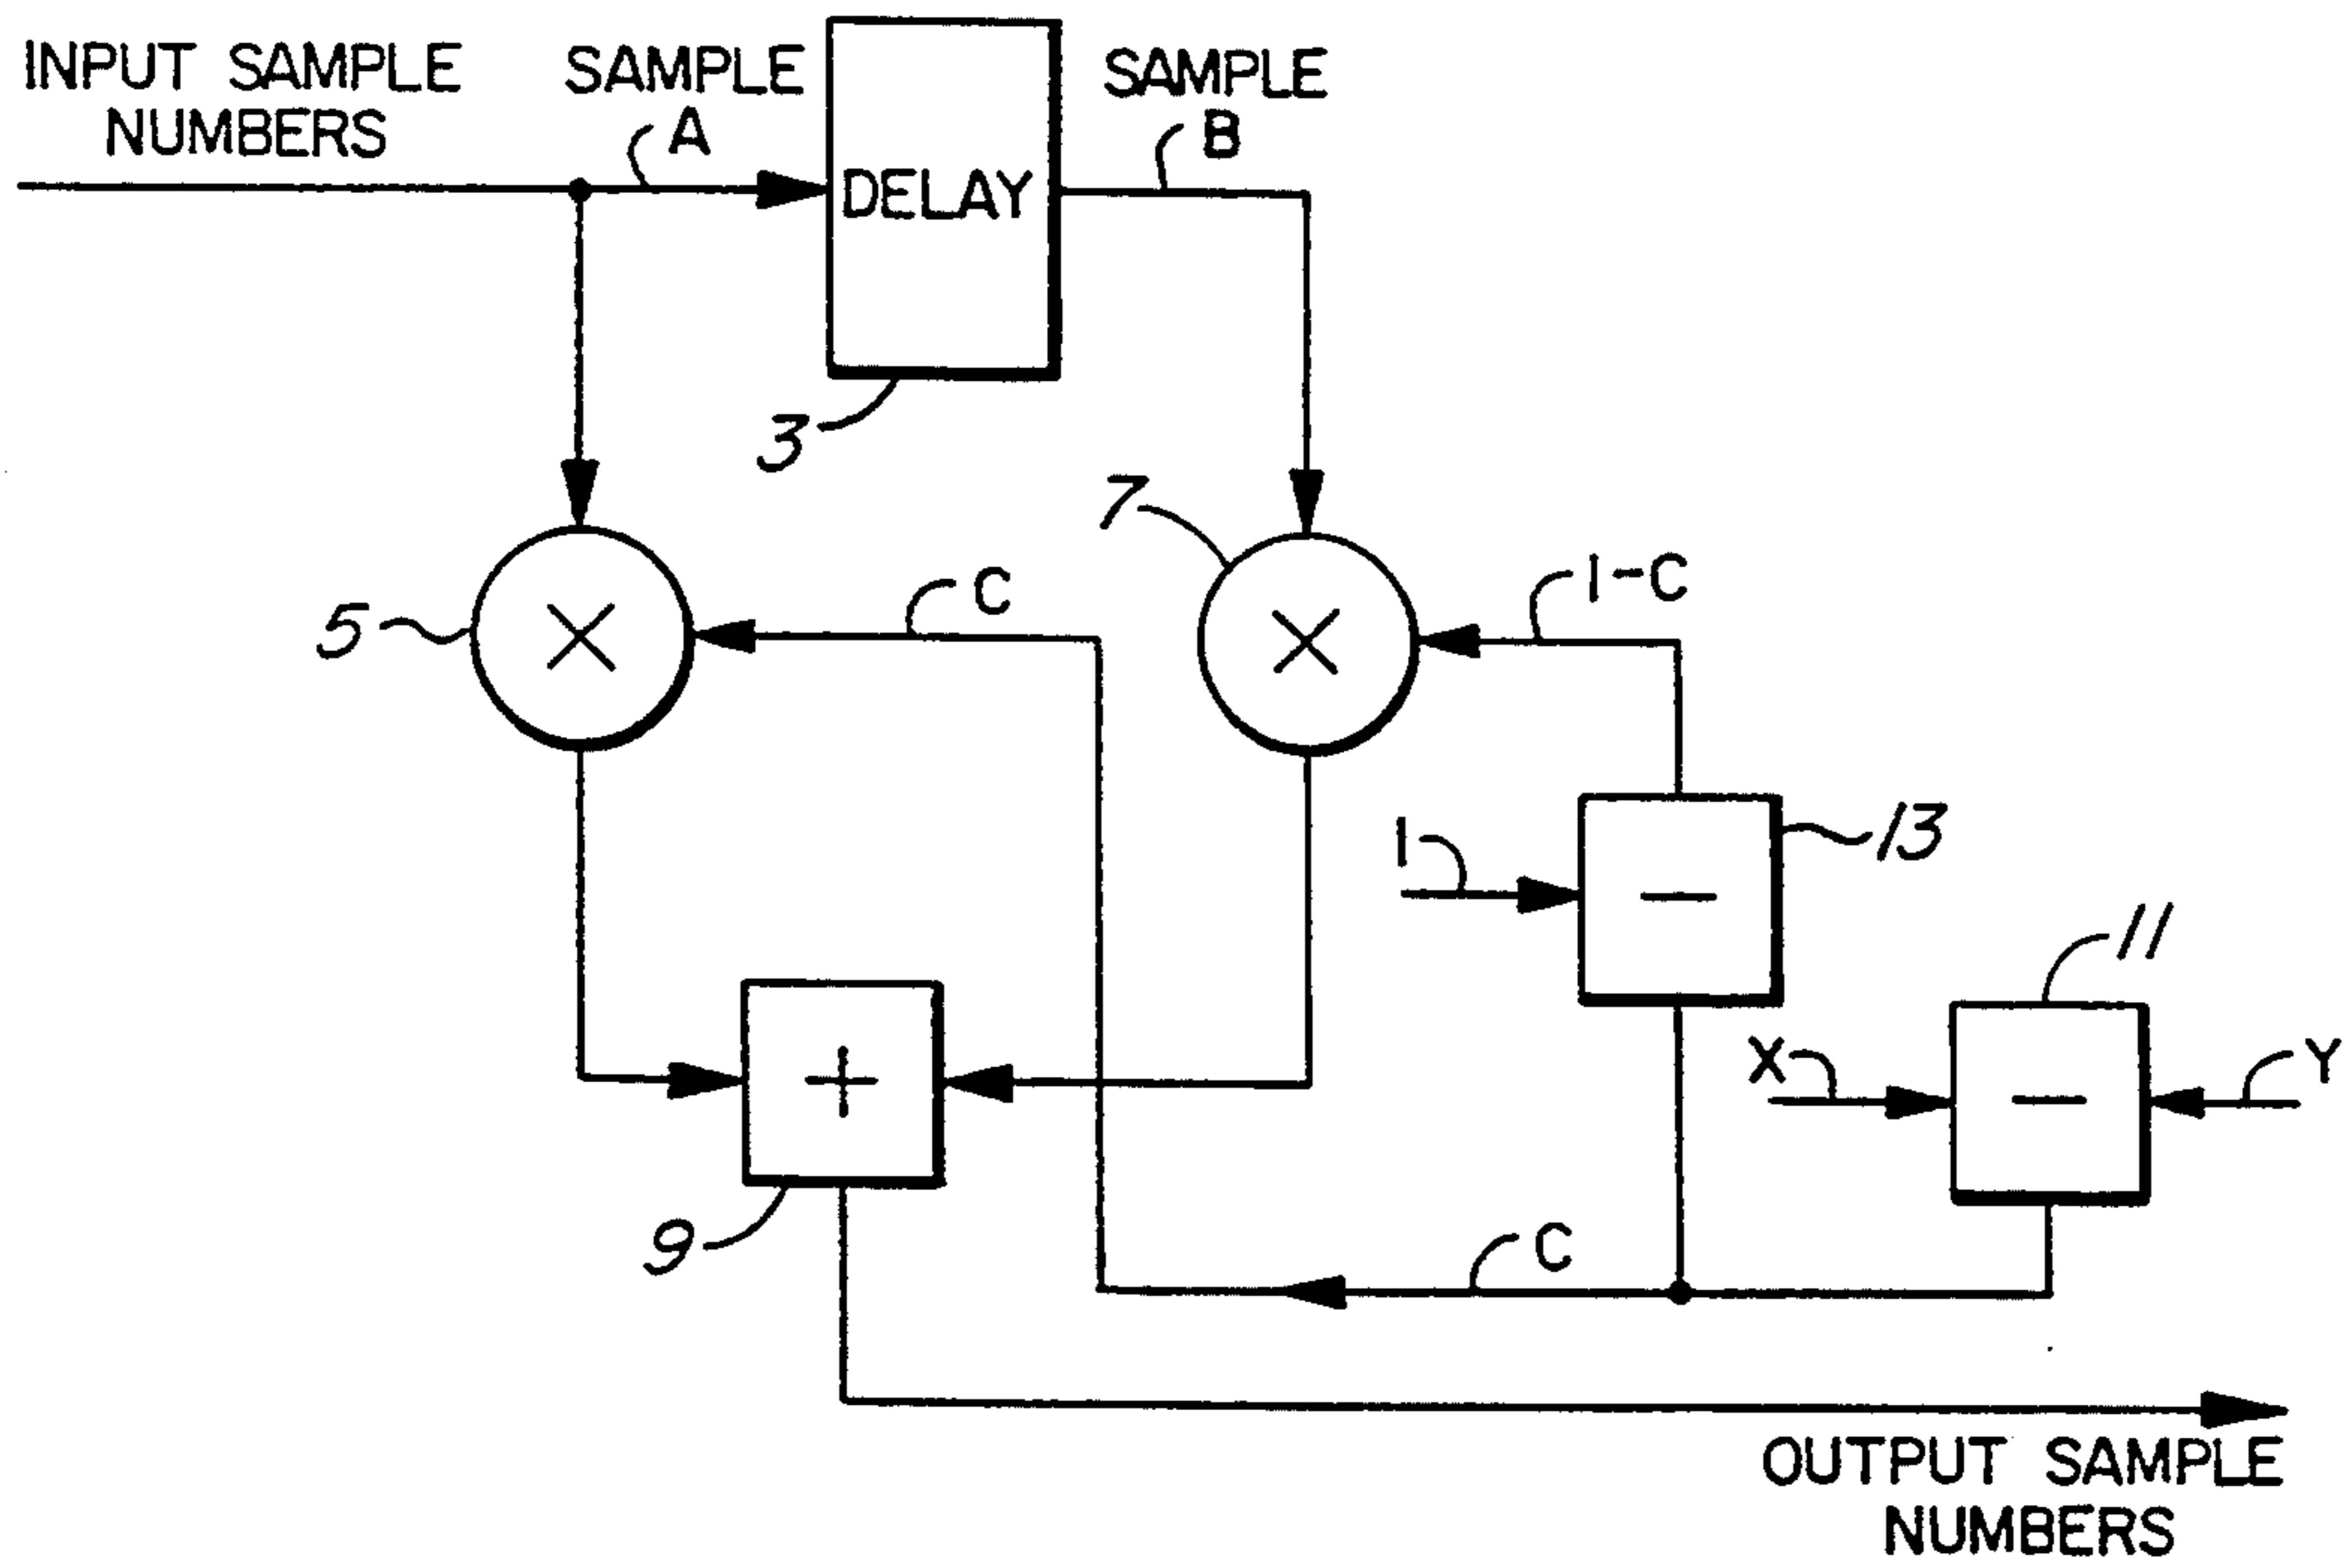 INPUT SAMPLE
NUMBERS
SAMPLE
A
DELAY
SAMPLE
B
3
7
5
C
1-C
1
13
11
X
Y
9
C
OUTPUT SAMPLE
NUMBERS